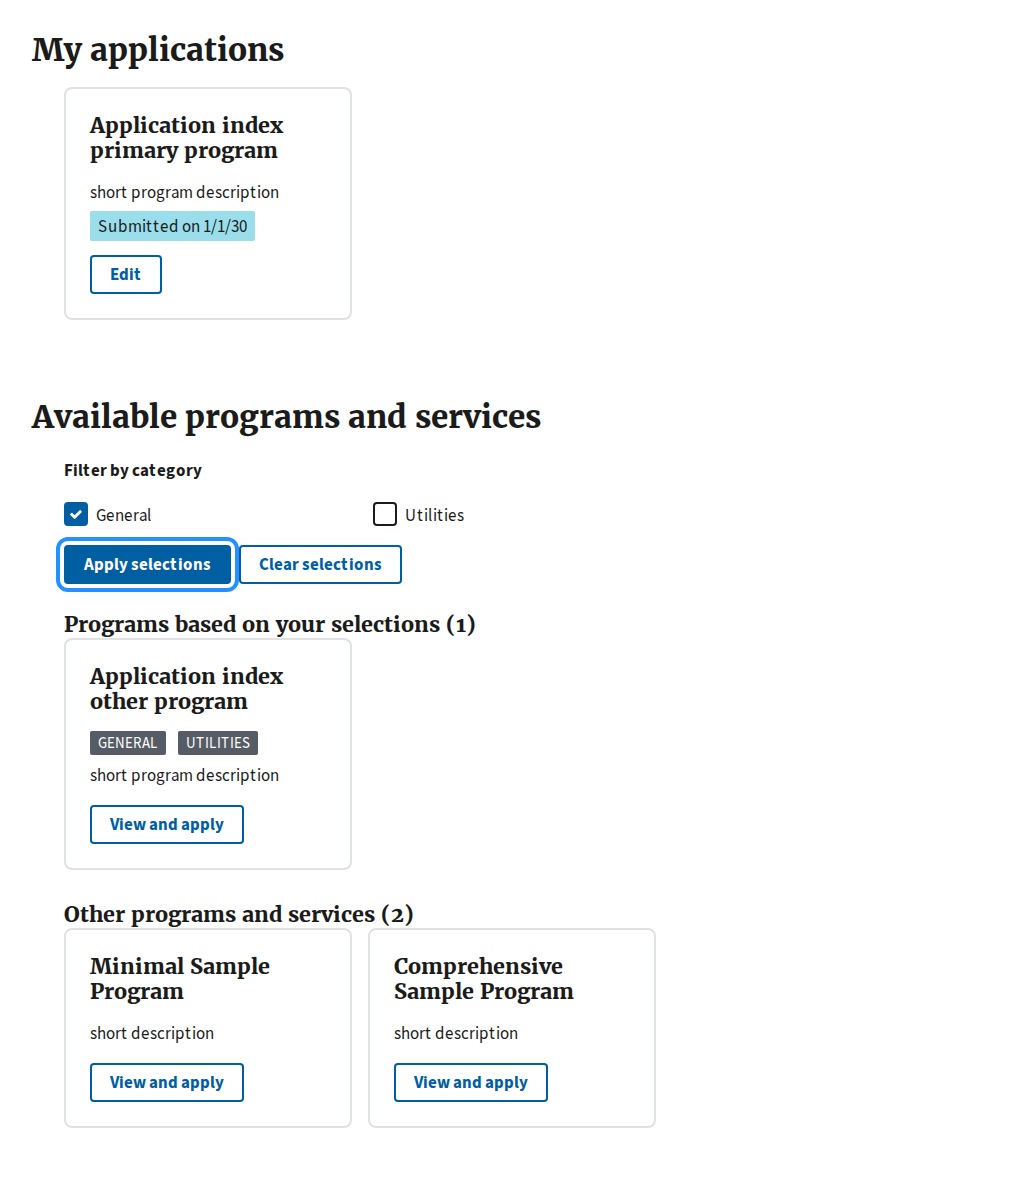 My applications
Application index
primary program
short program description
Submitted on 1/1/30
Edit
Available programs and services
Filter by category
General
Utilities
Apply selections
Clear selections
Programs based on your selections (1)
Application index
other program
GENERAL UTILITIES
short program description
View and apply
Other programs and services (2)
Minimal Sample
Program
short description
View and apply
Comprehensive
Sample Program
short description
View and apply